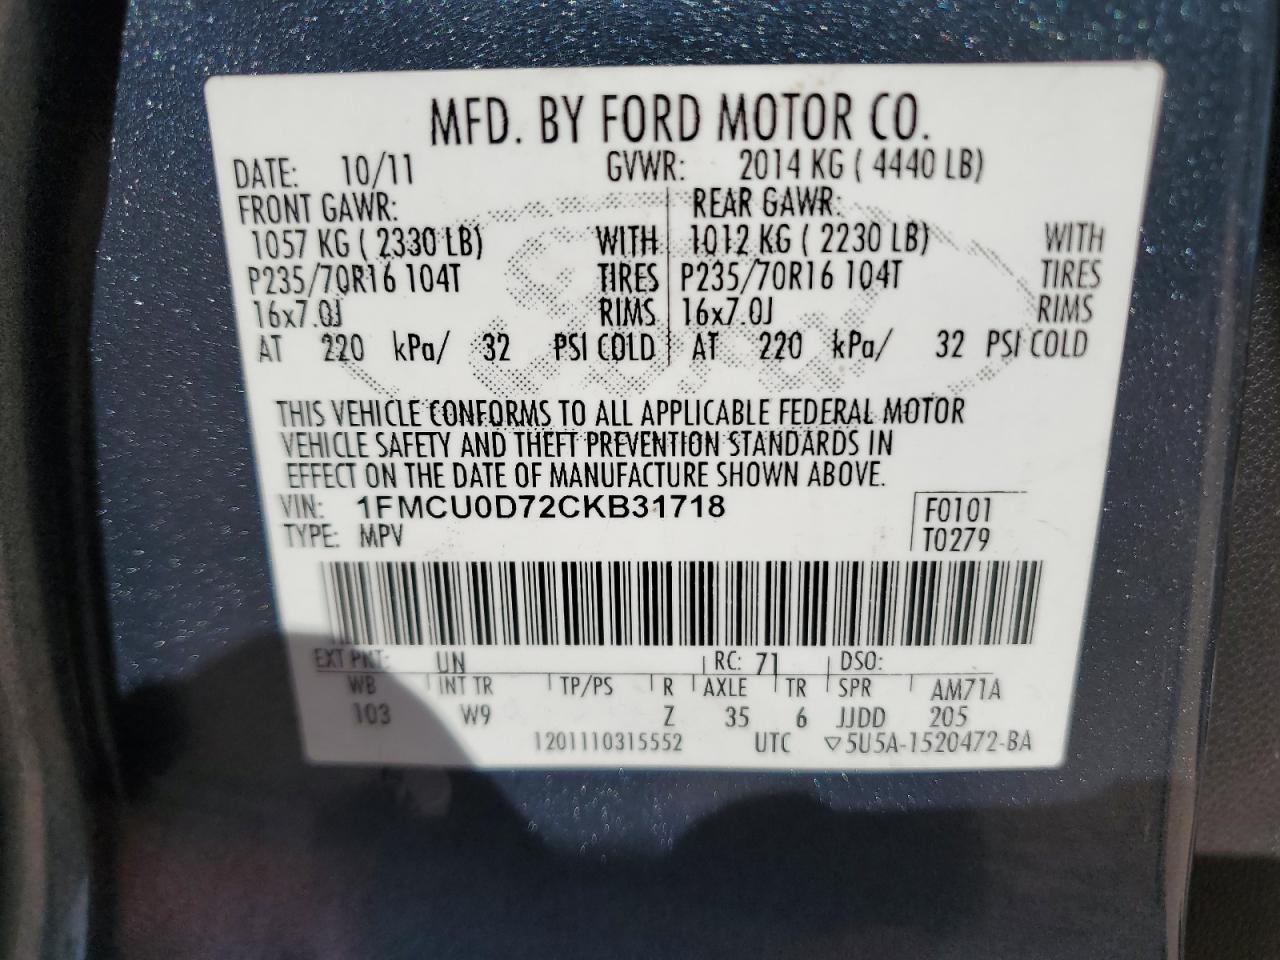 MFD. BY FORD MOTOR CO.
DATE: 10/11 GVWR: 2014 KG ( 4440 LB)
FRONT GAWR: REAR GAWR:
1057 KG ( 2330 LB) WITH 1012 KG ( 2230 LB) WITH
P235/70R16 104T TIRES P235/70R16 104T TIRES
16x7.0J RIMS 16x7.0J RIMS
AT 220 kPa/ 32 PSI COLD AT 220 kPa/ 32 PSI COLD
THIS VEHICLE CONFORMS TO ALL APPLICABLE FEDERAL MOTOR
VEHICLE SAFETY AND THEFT PREVENTION STANDARDS IN
EFFECT ON THE DATE OF MANUFACTURE SHOWN ABOVE.
VIN: 1FMCU0D72CKB31718 F0101
TYPE: MPV T0279
EXT PNT: UN RC: 71 DSO:
WB INT TR TP/PS R AXLE TR SPR AM71A
103 W9 Z 35 6 JJDD 205
1201110315552 UTC ▽5U5A-1520472-BA